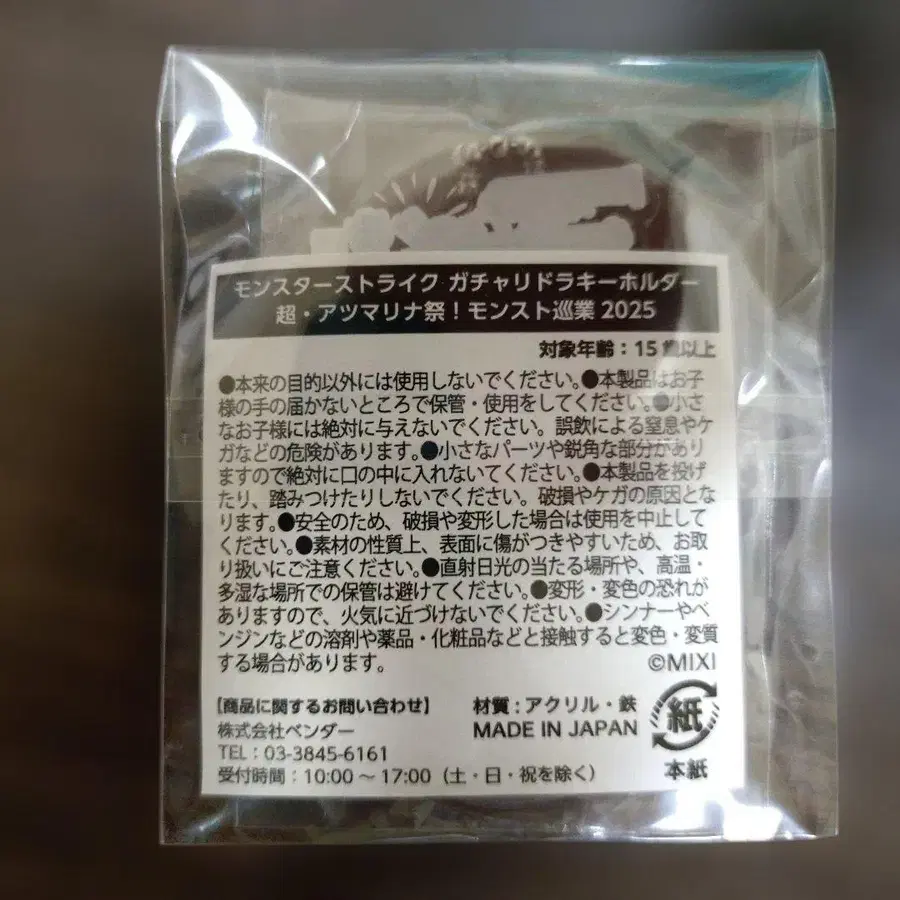 モンスターストライク ガチャリドラキーホルダー
超・アツマリナ祭！モンスト巡業 2025
対象年齢：15歳以上
●本来の目的以外には使用しないでください。●本製品はお子
様の手の届かないところで保管・使用をしてください。●小さ
なお子様には絶対に与えないでください。誤飲による窒息やケ
ガなどの危険があります。●小さなパーツや鋭角な部分があり
ますので絶対に口の中に入れないてください。●本製品を投げ
たり、踏みつけたりしないでください。破損やケガの原因とな
ります。●安全のため、破損や変形した場合は使用を中止して
ください。●素材の性質上、表面に傷がつきやすいため、お取
り扱いにご注意ください。●直射日光の当たる場所や、高温・
多湿な場所での保管は避けてください。●変形・変色の恐れが
ありますので、火気に近づけないでください。●シンナーやベ
ンジンなどの溶剤や薬品・化粧品などと接触すると変色・変質
する場合があります。
©MIXI
【商品に関するお問い合わせ】
株式会社ベンダー
TEL：03-3845-6161
受付時間：10:00～17:00（土・日・祝を除く）
材質：アクリル・鉄
MADE IN JAPAN
紙
本紙